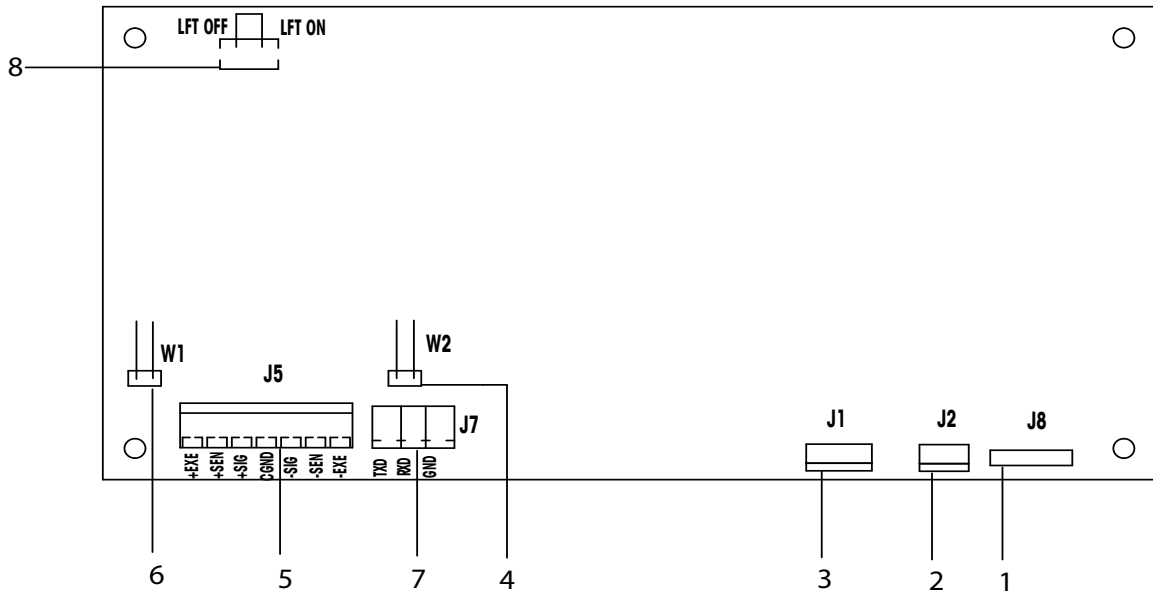 LFT OFF LFT ON
8
W1
J5
W2
J7
J1
J2
J8
+EXE
+SEN
+SIG
CGND
-SIG
-SEN
-EXE
TXD
RXD
GND
6 5 7 4 3 2 1